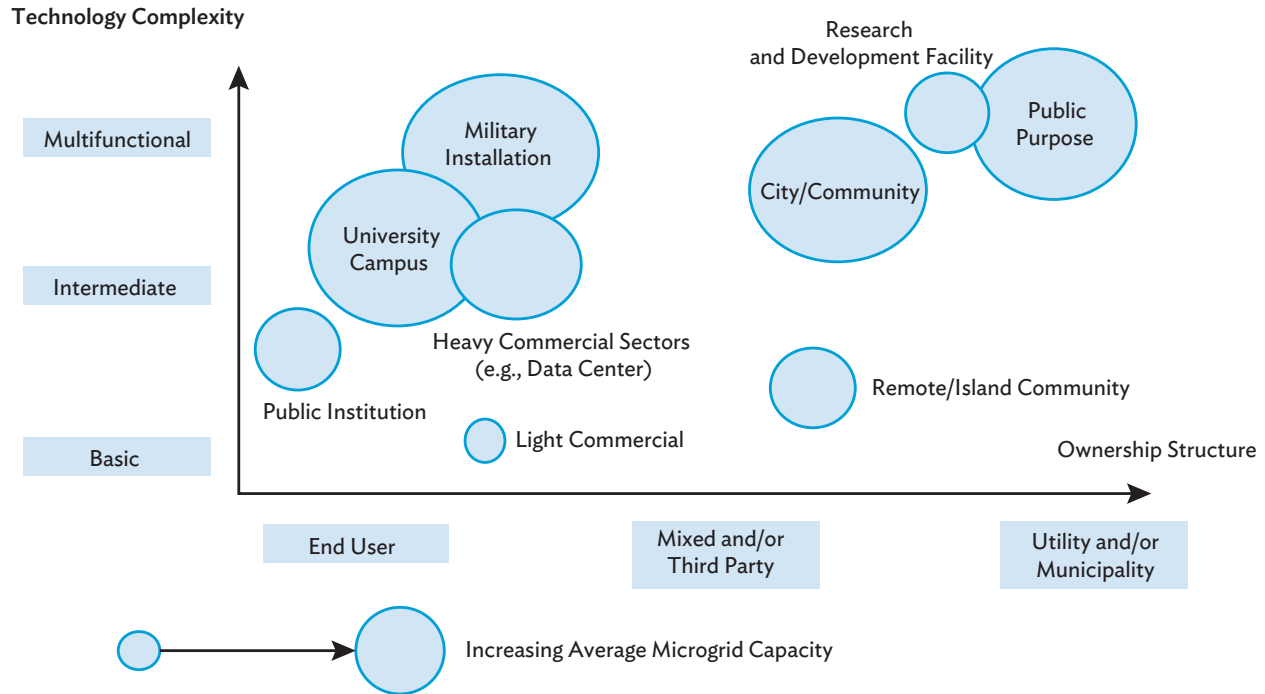 Technology Complexity
Research
and Development Facility
Multifunctional
Military
Installation
Public
Purpose
City/Community
University
Campus
Intermediate
Heavy Commercial Sectors
(e.g., Data Center)
Remote/Island Community
Public Institution
Light Commercial
Basic
Ownership Structure
End User
Mixed and/or
Third Party
Utility and/or
Municipality
Increasing Average Microgrid Capacity